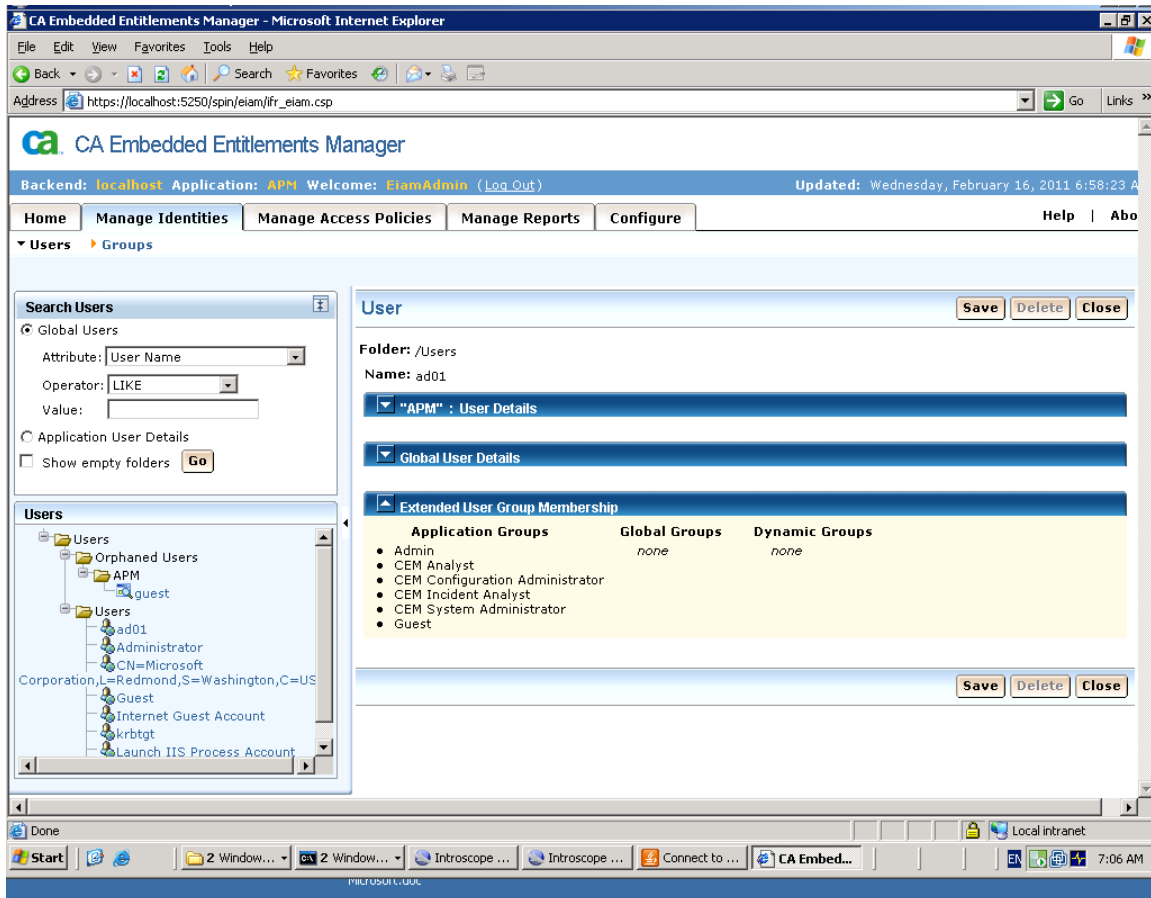 CA Embedded Entitlements Manager - Microsoft Internet Explorer
File Edit View Favorites Tools Help
Back Search Favorites
Address https://localhost:5250/spin/eiam/ifr_eiam.csp Go Links »
ca CA Embedded Entitlements Manager
Backend: localhost Application: APM Welcome: EiamAdmin (Log Out) Updated: Wednesday, February 16, 2011 6:58:23 A
Home Manage Identities Manage Access Policies Manage Reports Configure Help | Abo
Users Groups
Search Users
Global Users
Attribute: User Name
Operator: LIKE
Value:
Application User Details
Show empty folders Go
Users
Users
Orphaned Users
APM
guest
Users
ad01
Administrator
CN=Microsoft
Corporation,L=Redmond,S=Washington,C=US
Guest
Internet Guest Account
krbtgt
Launch IIS Process Account
User Save Delete Close
Folder: /Users
Name: ad01
"APM" : User Details
Global User Details
Extended User Group Membership
Application Groups Global Groups Dynamic Groups
• Admin none none
• CEM Analyst
• CEM Configuration Administrator
• CEM Incident Analyst
• CEM System Administrator
• Guest
Save Delete Close
Done Local intranet
Start 2 Window... 2 Window... Introscope ... Introscope ... Connect to ... CA Embed... EN 7:06 AM
Microsoft.doc